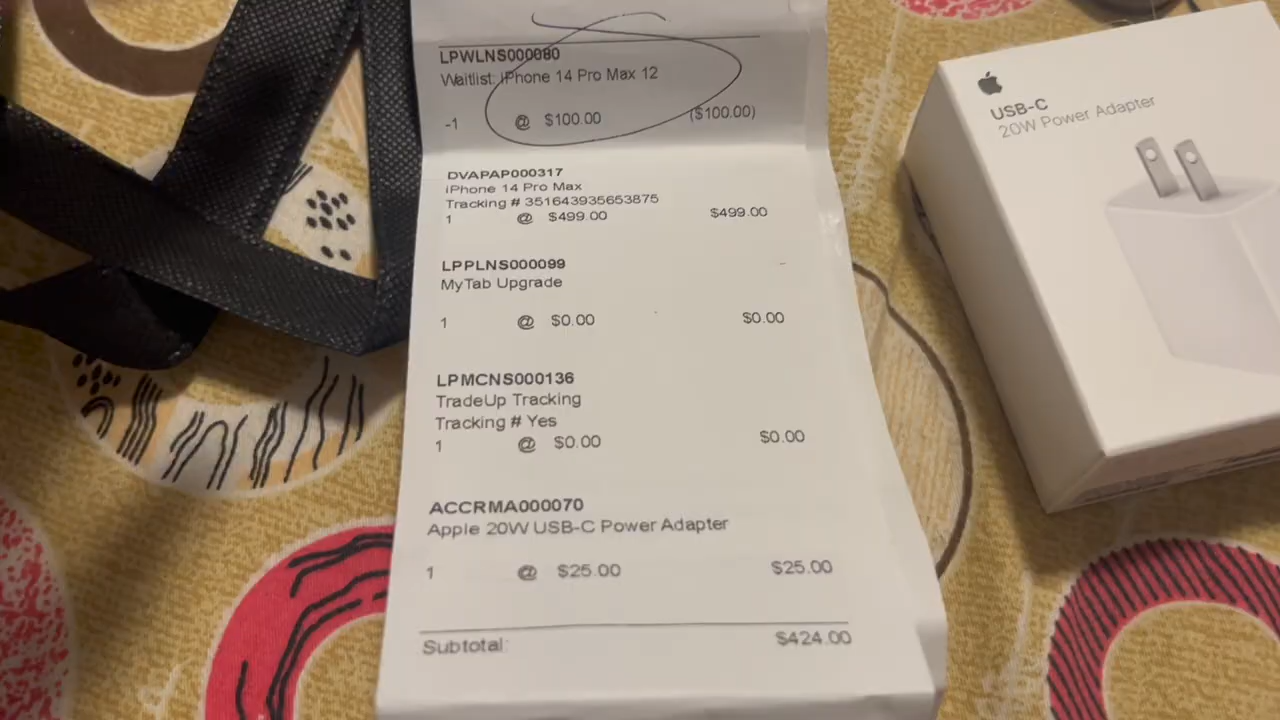 LPWLNS000080
Waitlist: iPhone 14 Pro Max 12
-1 @ $100.00 ($100.00)
DVAPAP000317
iPhone 14 Pro Max
Tracking # 351643935653875
1 @ $499.00 $499.00
LPPLNS000099
MyTab Upgrade
1 @ $0.00 $0.00
LPMCNS000136
TradeUp Tracking
Tracking # Yes
1 @ $0.00 $0.00
ACCRMA000070
Apple 20W USB-C Power Adapter
1 @ $25.00 $25.00
Subtotal: $424.00
USB-C
20W Power Adapter